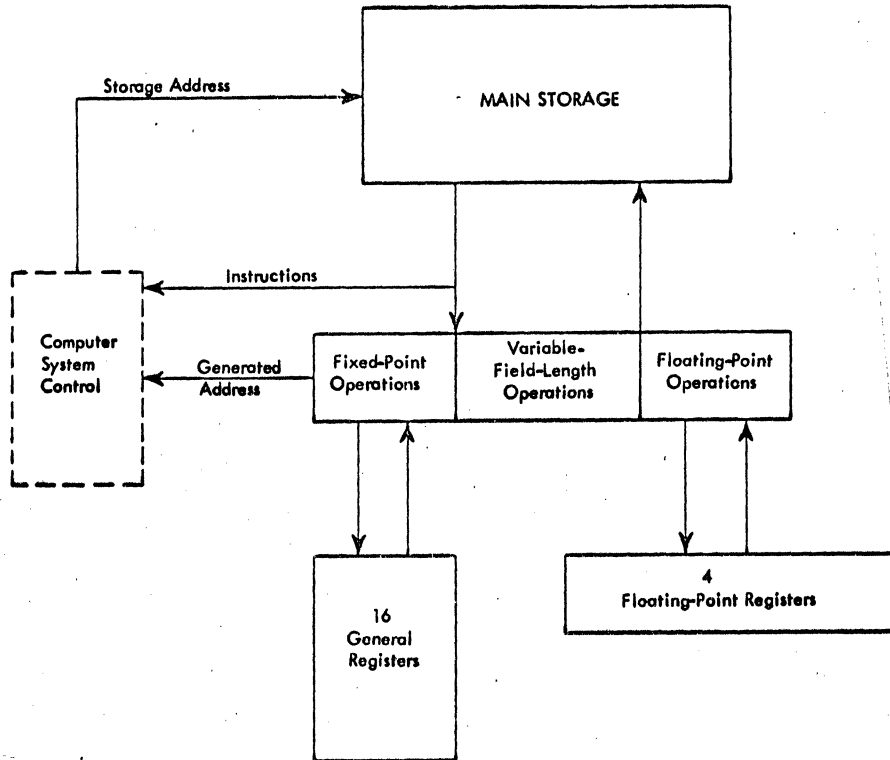 Storage Address
MAIN STORAGE
Instructions
Computer
System
Control
Generated
Address
Fixed-Point
Operations
Variable-
Field-Length
Operations
Floating-Point
Operations
16
General
Registers
4
Floating-Point Registers